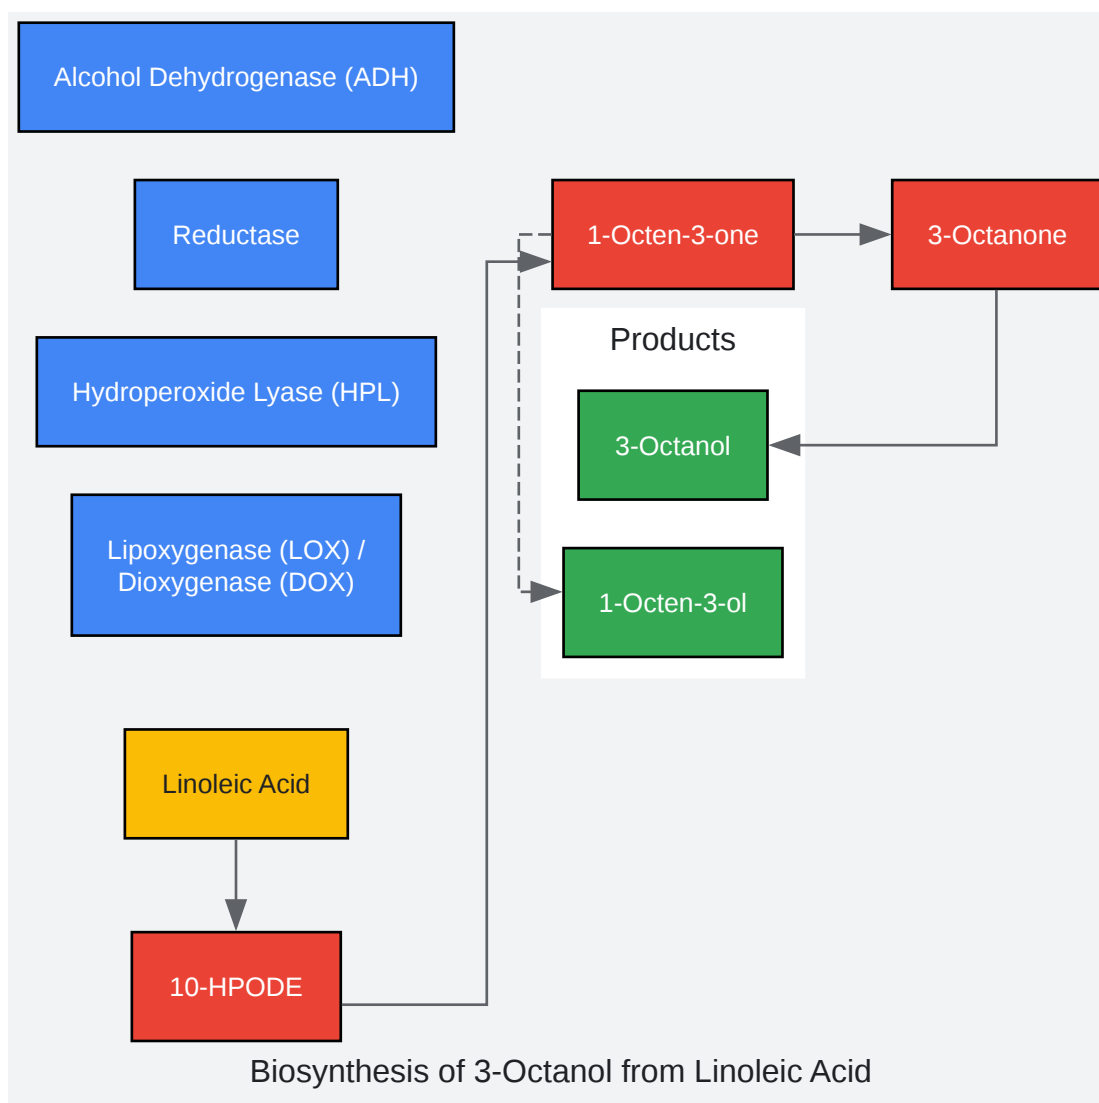 Alcohol Dehydrogenase (ADH)
Reductase
1-Octen-3-one
3-Octanone
Products
Hydroperoxide Lyase (HPL)
3-Octanol
Lipoxygenase (LOX) /
Dioxygenase (DOX)
1-Octen-3-ol
Linoleic Acid
10-HPODE
Biosynthesis of 3-Octanol from Linoleic Acid